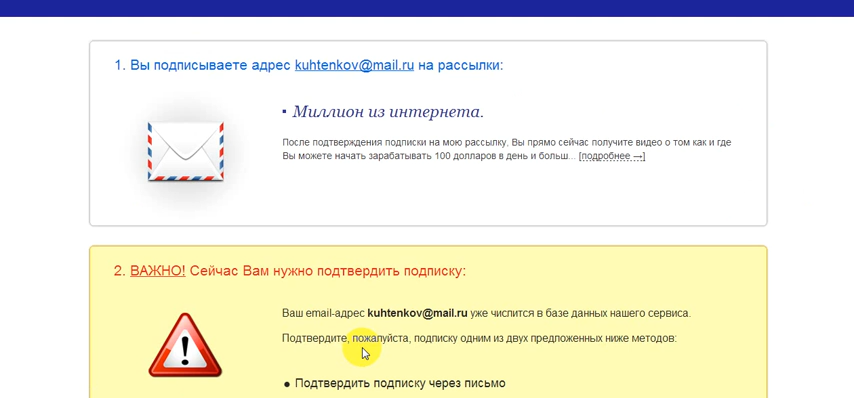 1. Вы подписываете адрес kuhtenkov@mail.ru на рассылки:
▪ Миллион из интернета.
После подтверждения подписки на мою рассылку, Вы прямо сейчас получите видео о том как и где
Вы можете начать зарабатывать 100 долларов в день и больш... [подробнее →]
2. ВАЖНО! Сейчас Вам нужно подтвердить подписку:
Ваш email-адрес kuhtenkov@mail.ru уже числится в базе данных нашего сервиса.
Подтвердите, пожалуйста, подписку одним из двух предложенных ниже методов:
● Подтвердить подписку через письмо